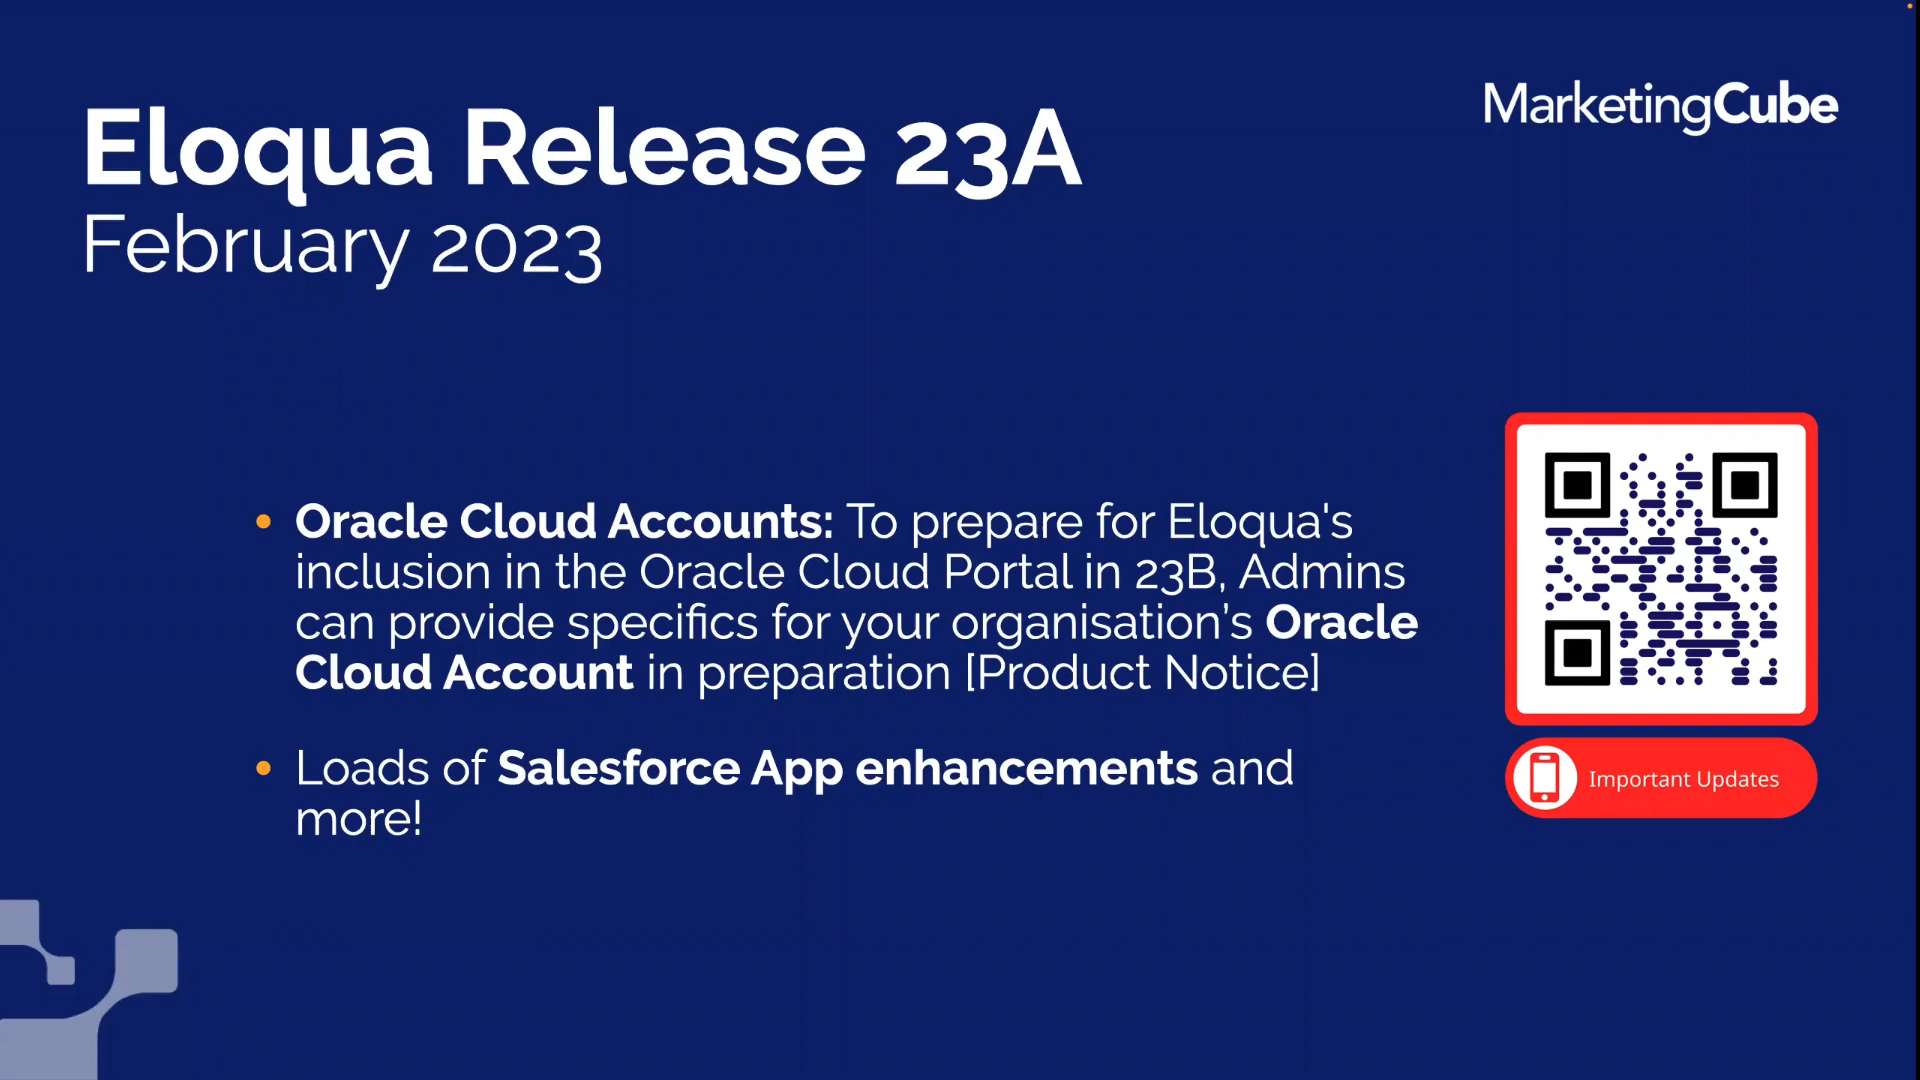 MarketingCube
Eloqua Release 23A
February 2023
• Oracle Cloud Accounts: To prepare for Eloqua's
inclusion in the Oracle Cloud Portal in 23B, Admins
can provide specifics for your organisation’s Oracle
Cloud Account in preparation [Product Notice]
• Loads of Salesforce App enhancements and
more!
Important Updates